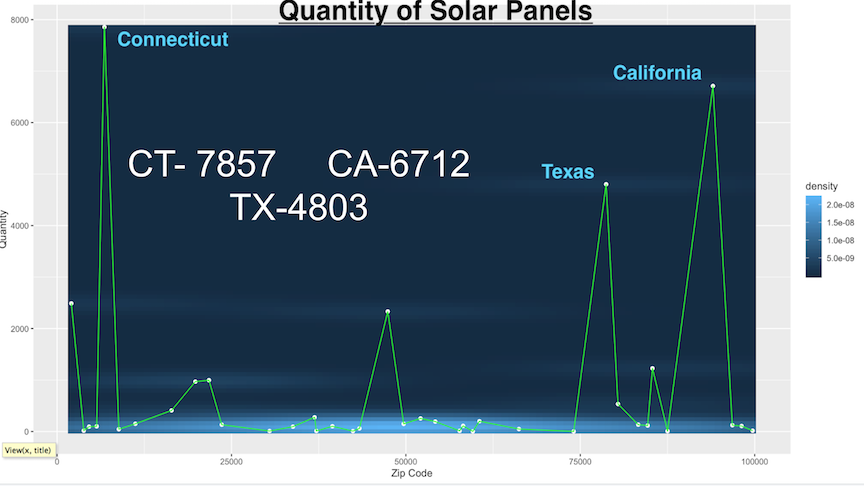 Quantity of Solar Panels
8000
Connecticut
California
6000
CT- 7857 CA-6712
Texas
TX-4803
4000
Quantity
2000
0
View(x, title)
0 25000 50000 75000 100000
Zip Code
density
2.0e-08
1.5e-08
1.0e-08
5.0e-09